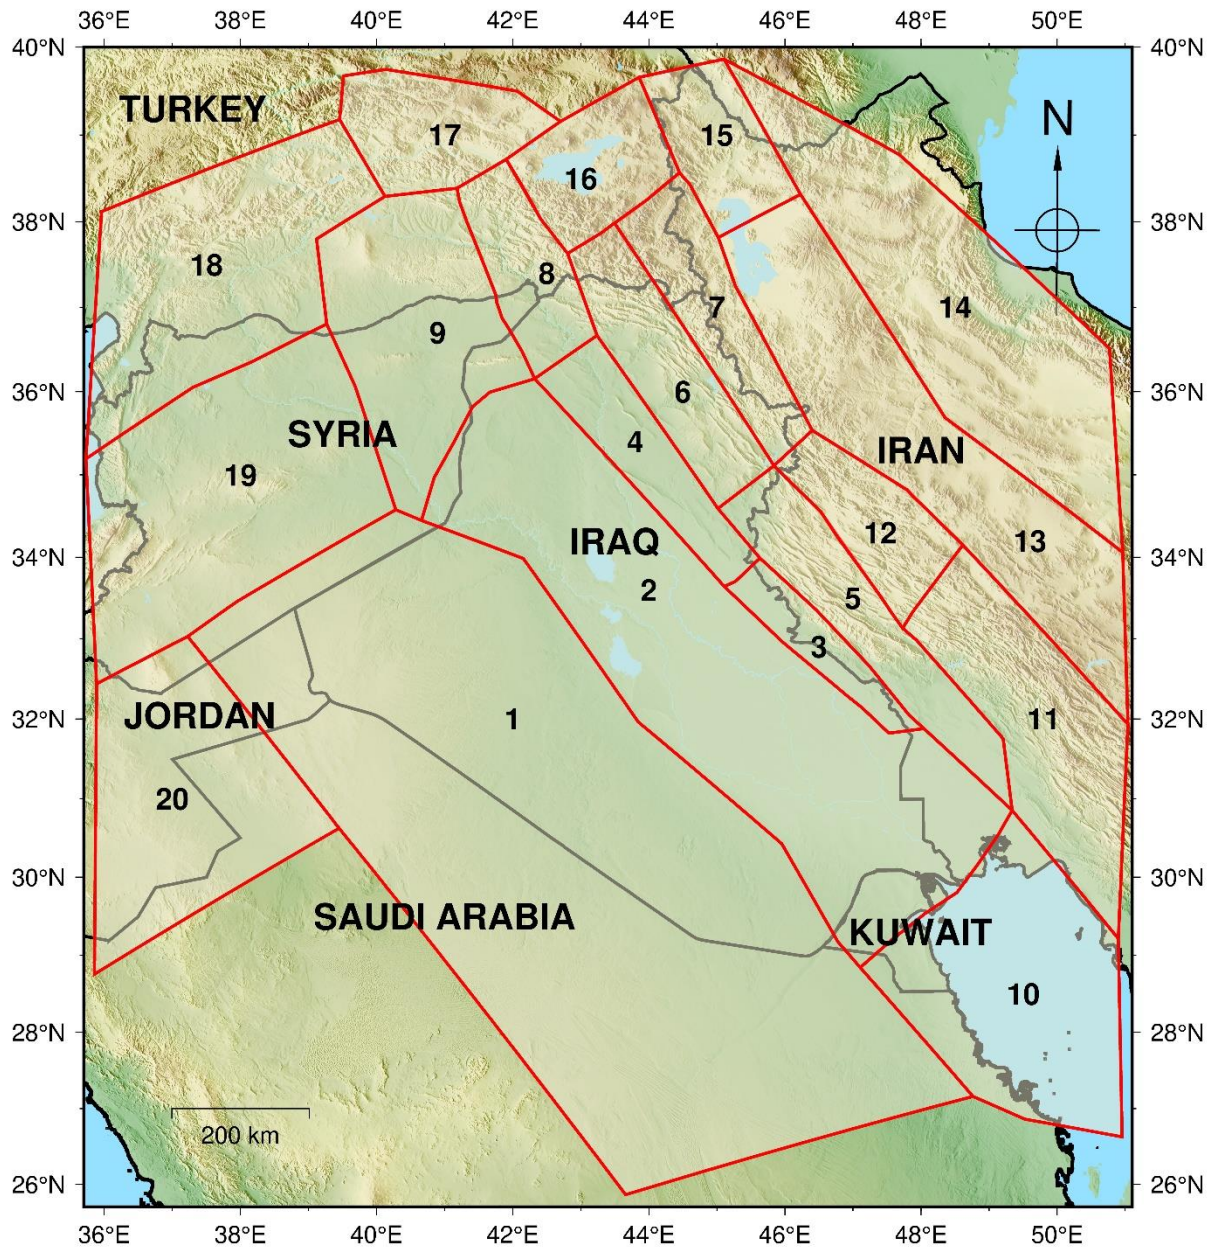 36°E 38°E 40°E 42°E 44°E 46°E 48°E 50°E
40°N 40°N
TURKEY
N
17
15
16
38°N 38°N
18
8
7
14
9
36°N 6 36°N
SYRIA
4
IRAN
19
12
13
IRAQ
34°N 34°N
2
5
3
32°N JORDAN 1 11 32°N
20
30°N 30°N
SAUDI ARABIA
KUWAIT
10
28°N 28°N
200 km
26°N 26°N
36°E 38°E 40°E 42°E 44°E 46°E 48°E 50°E